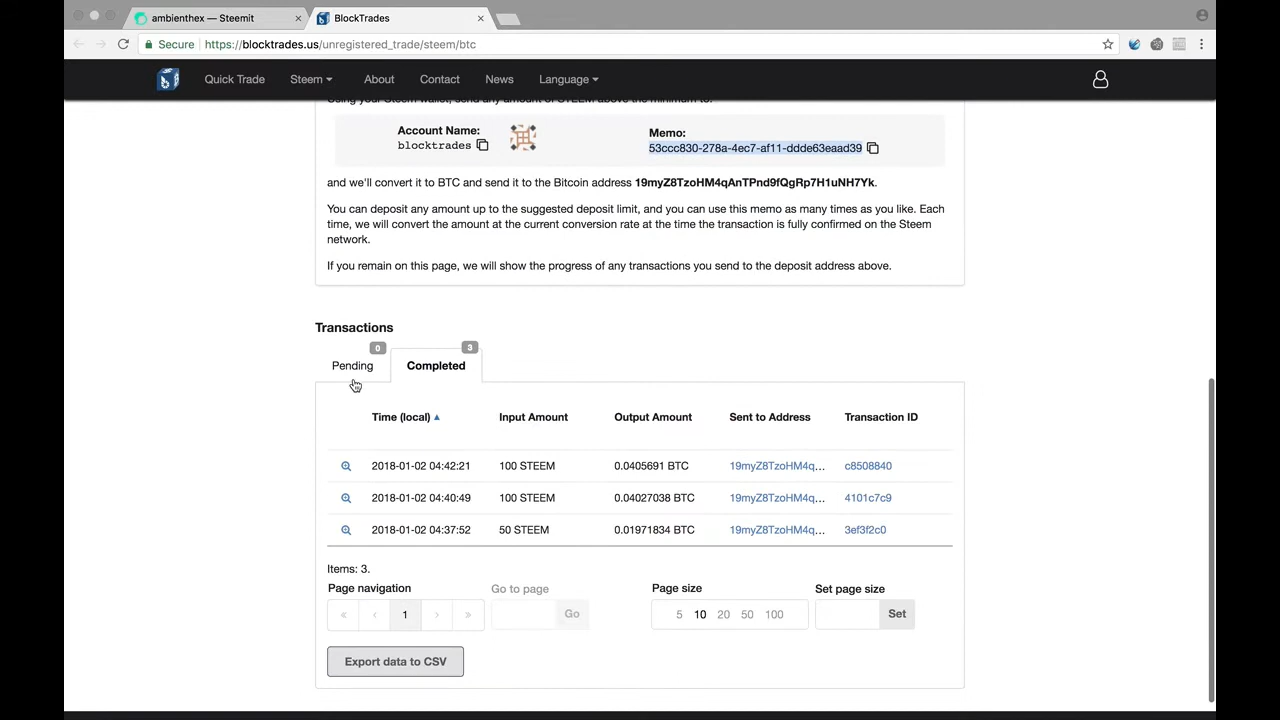 ambienthex — Steemit
BlockTrades
Secure https://blocktrades.us/unregistered_trade/steem/btc
Quick Trade Steem About Contact News Language
Using your Steem wallet, send any amount of STEEM above the minimum to:
Account Name:
blocktrades
Memo:
53ccc830-278a-4ec7-af11-ddde63eaad39
and we'll convert it to BTC and send it to the Bitcoin address 19myZ8TzoHM4qAnTPnd9fQgRp7H1uNH7Yk.
You can deposit any amount up to the suggested deposit limit, and you can use this memo as many times as you like. Each
time, we will convert the amount at the current conversion rate at the time the transaction is fully confirmed on the Steem
network.
If you remain on this page, we will show the progress of any transactions you send to the deposit address above.
Transactions
0 3
Pending Completed
Time (local) Input Amount Output Amount Sent to Address Transaction ID
2018-01-02 04:42:21 100 STEEM 0.0405691 BTC 19myZ8TzoHM4q... c8508840
2018-01-02 04:40:49 100 STEEM 0.04027038 BTC 19myZ8TzoHM4q... 4101c7c9
2018-01-02 04:37:52 50 STEEM 0.01971834 BTC 19myZ8TzoHM4q... 3ef3f2c0
Items: 3.
Page navigation Go to page Page size Set page size
« ‹ 1 › » Go 5 10 20 50 100 Set
Export data to CSV